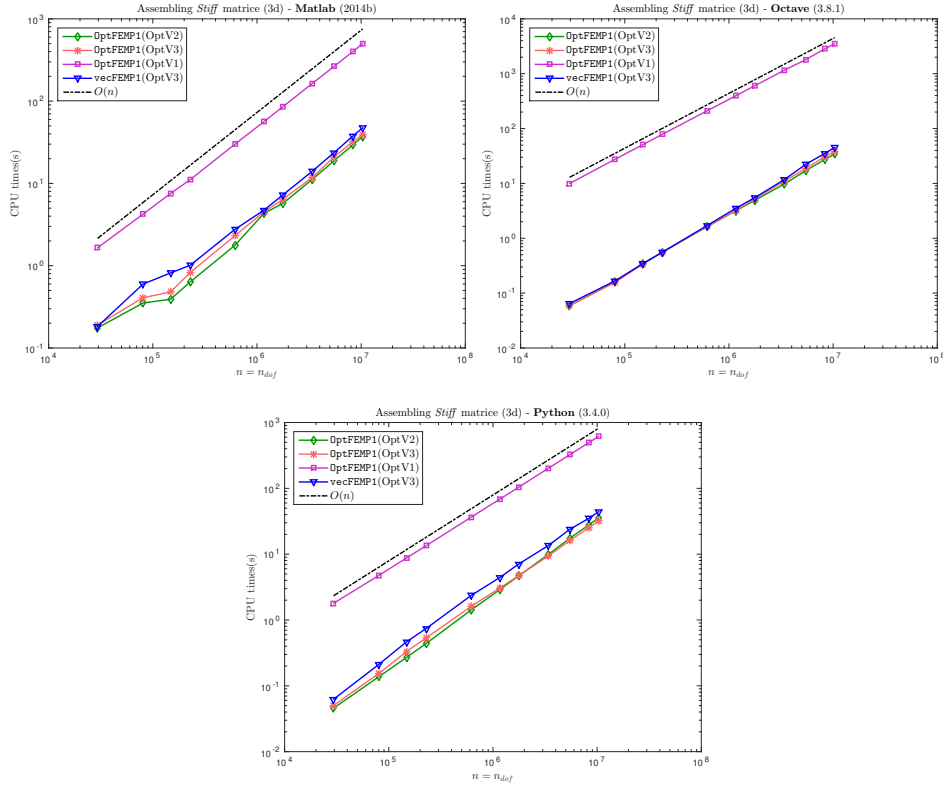 Assembling Stiff matrice (3d) - Matlab (2014b)
10^3
10^2
10^1
10^0
10^-1
CPU times(s)
OptFEMP1(OptV2)
OptFEMP1(OptV3)
OptFEMP1(OptV1)
vecFEMP1(OptV3)
O(n)
10^4 10^5 10^6 10^7 10^8
n = n_dof
Assembling Stiff matrice (3d) - Octave (3.8.1)
10^4
10^3
10^2
10^1
10^0
10^-1
10^-2
CPU times(s)
OptFEMP1(OptV2)
OptFEMP1(OptV3)
OptFEMP1(OptV1)
vecFEMP1(OptV3)
O(n)
10^4 10^5 10^6 10^7 10^8
n = n_dof
Assembling Stiff matrice (3d) - Python (3.4.0)
10^3
10^2
10^1
10^0
10^-1
10^-2
CPU times(s)
OptFEMP1(OptV2)
OptFEMP1(OptV3)
OptFEMP1(OptV1)
vecFEMP1(OptV3)
O(n)
10^4 10^5 10^6 10^7 10^8
n = n_dof